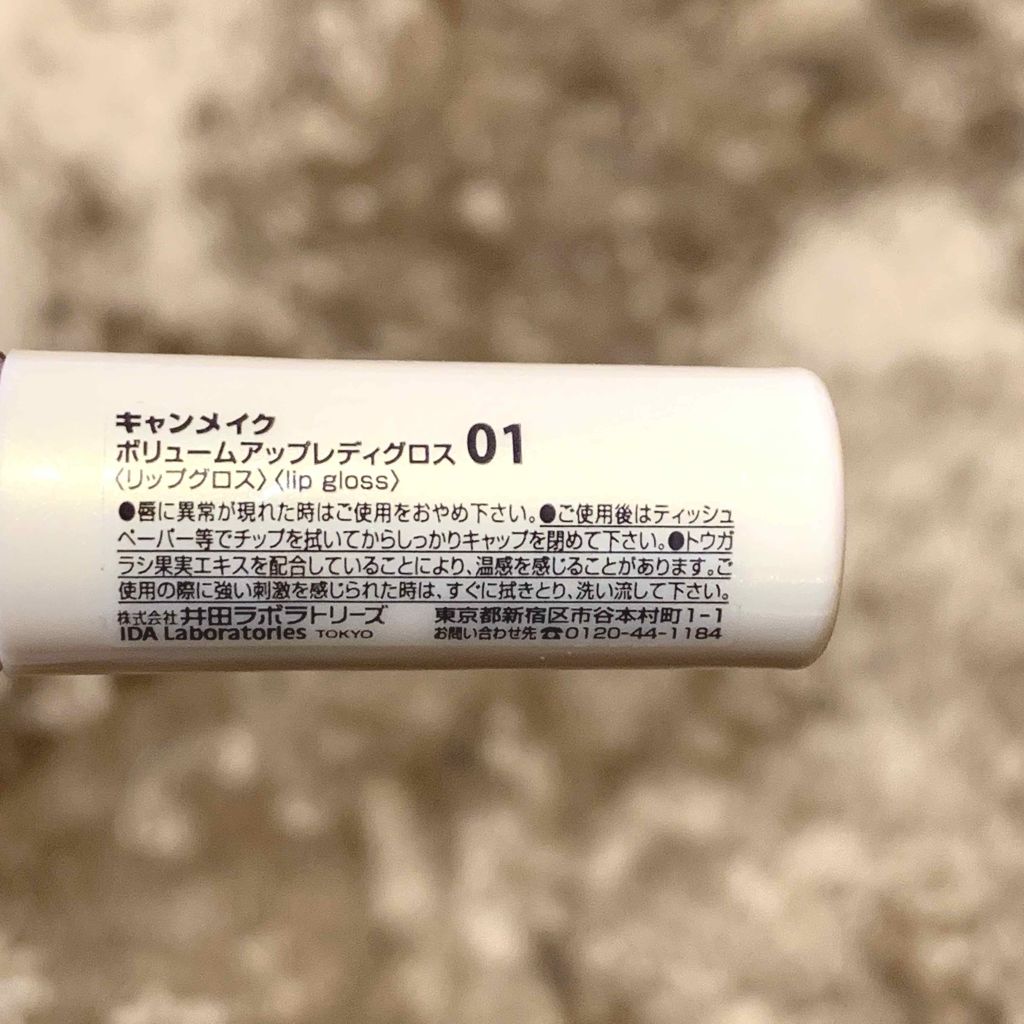 キャンメイク
ボリュームアップレディグロス 01
〈リップグロス〉〈lip gloss〉
●唇に異常が現れた時はご使用をおやめ下さい。●ご使用後はティッシュ
ペーパー等でチップを拭いてからしっかりキャップを閉めて下さい。●トウガ
ラシ果実エキスを配合していることにより、温感を感じることがあります。ご
使用の際に強い刺激を感じられた時は、すぐに拭きとり、洗い流して下さい。
株式会社 井田ラボラトリーズ 東京都新宿区市谷本村町1-1
IDA Laboratories TOKYO お問い合わせ先 ☎0120-44-1184